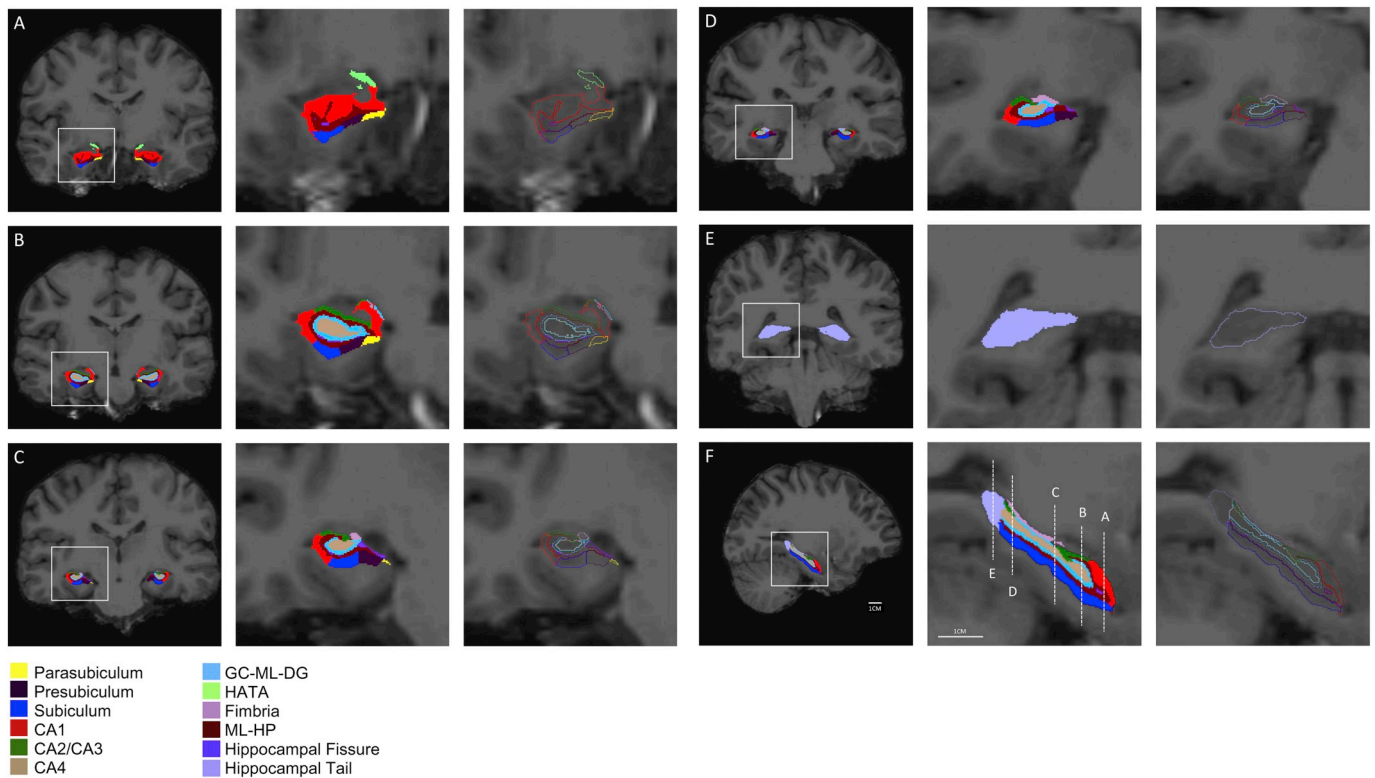 A
D
B
E
C
F
C
B
A
E
D
1CM
1CM
Parasubiculum
Presubiculum
Subiculum
CA1
CA2/CA3
CA4
GC-ML-DG
HATA
Fimbria
ML-HP
Hippocampal Fissure
Hippocampal Tail